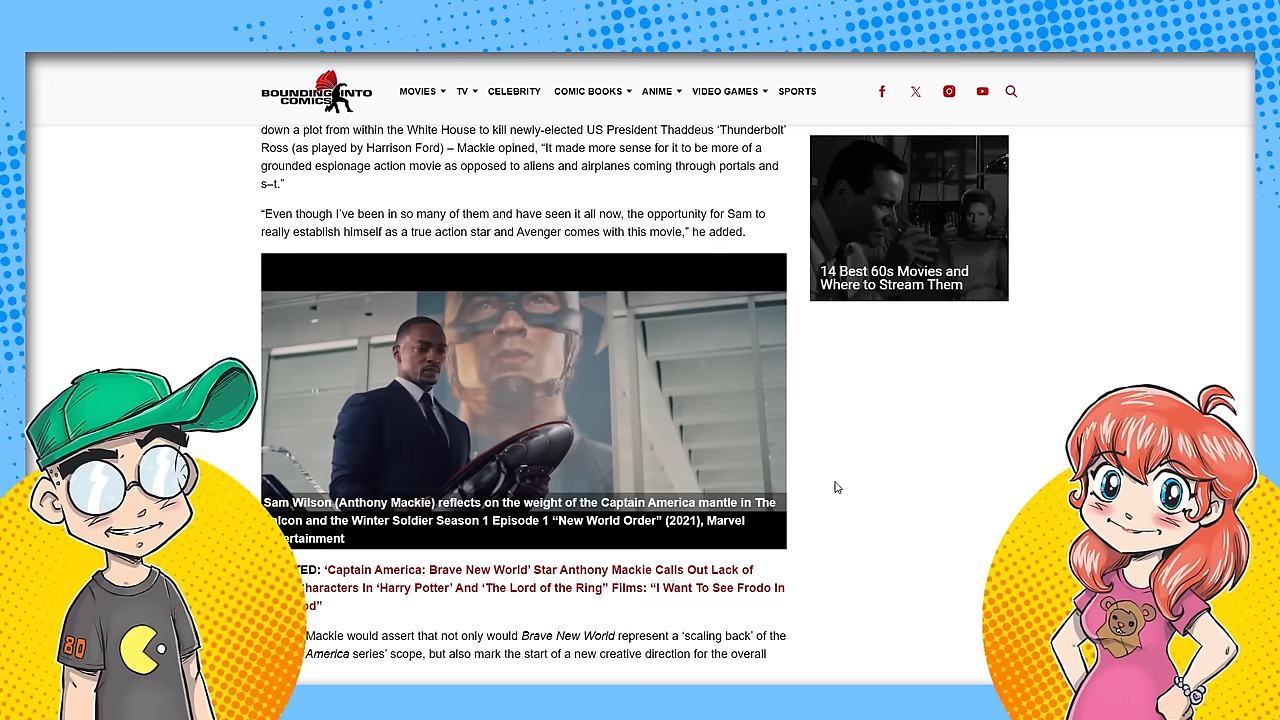 BOUNDING INTO
COMICS
MOVIES TV CELEBRITY COMIC BOOKS ANIME VIDEO GAMES SPORTS
down a plot from within the White House to kill newly-elected US President Thaddeus ‘Thunderbolt’
Ross (as played by Harrison Ford) – Mackie opined, “It made more sense for it to be more of a
grounded espionage action movie as opposed to aliens and airplanes coming through portals and
s–t.”
“Even though I’ve been in so many of them and have seen it all now, the opportunity for Sam to
really establish himself as a true action star and Avenger comes with this movie,” he added.
14 Best 60s Movies and
Where to Stream Them
Sam Wilson (Anthony Mackie) reflects on the weight of the Captain America mantle in The
alcon and the Winter Soldier Season 1 Episode 1 “New World Order” (2021), Marvel
ertainment
TED: ‘Captain America: Brave New World’ Star Anthony Mackie Calls Out Lack of
haracters In ‘Harry Potter’ And ‘The Lord of the Ring” Films: “I Want To See Frodo In
od”
Mackie would assert that not only would Brave New World represent a ‘scaling back’ of the
America series’ scope, but also mark the start of a new creative direction for the overall
80